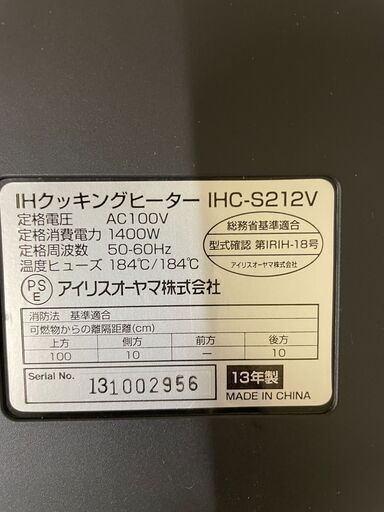 IHクッキングヒーター IHC-S212V
定格電圧 AC100V
定格消費電力 1400W
定格周波数 50-60Hz
温度ヒューズ 184℃/184℃
総務省基準適合
型式確認 第IRIH-18号
アイリスオーヤマ株式会社
PS
E
アイリスオーヤマ株式会社
消防法 基準適合
可燃物からの離隔距離(cm)
上方 側方 前方 後方
100 10 ー 10
Serial No. 131002956
13年製
MADE IN CHINA